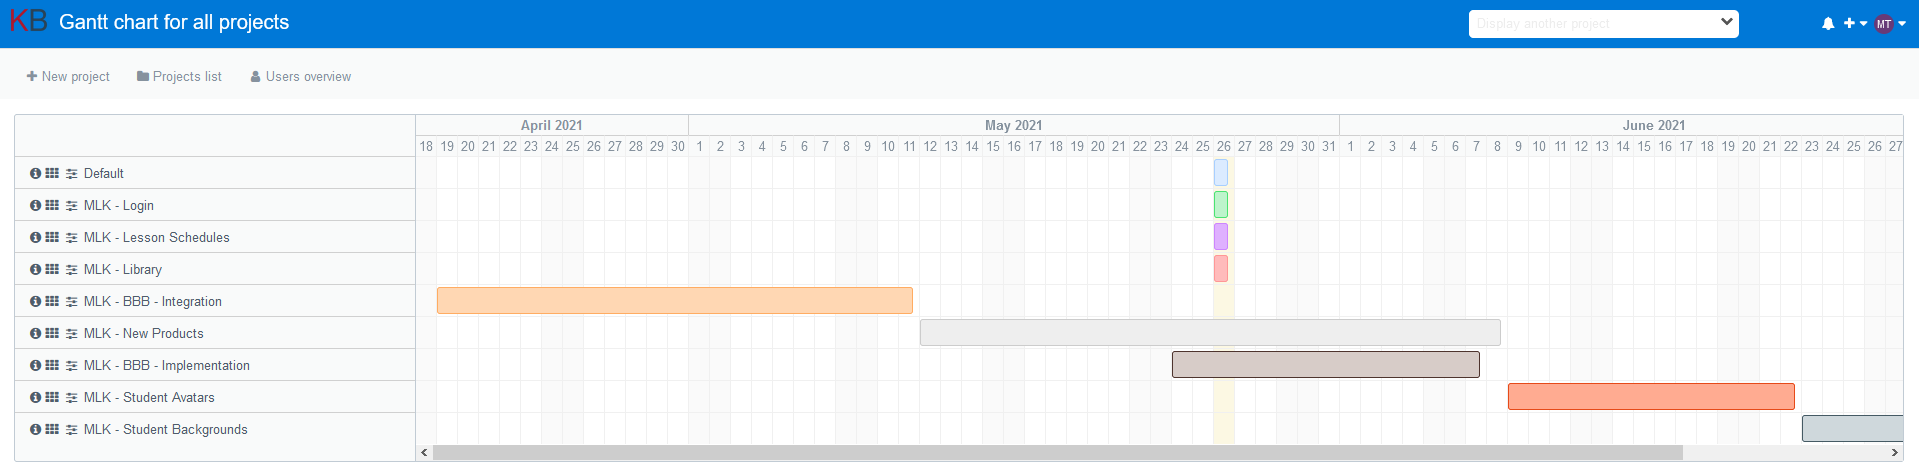 KB Gantt chart for all projects Display another project MT
New project Projects list Users overview
April 2021 May 2021 June 2021
18 19 20 21 22 23 24 25 26 27 28 29 30 1 2 3 4 5 6 7 8 9 10 11 12 13 14 15 16 17 18 19 20 21 22 23 24 25 26 27 28 29 30 31 1 2 3 4 5 6 7 8 9 10 11 12 13 14 15 16 17 18 19 20 21 22 23 24 25 26 27
Default
MLK - Login
MLK - Lesson Schedules
MLK - Library
MLK - BBB - Integration
MLK - New Products
MLK - BBB - Implementation
MLK - Student Avatars
MLK - Student Backgrounds